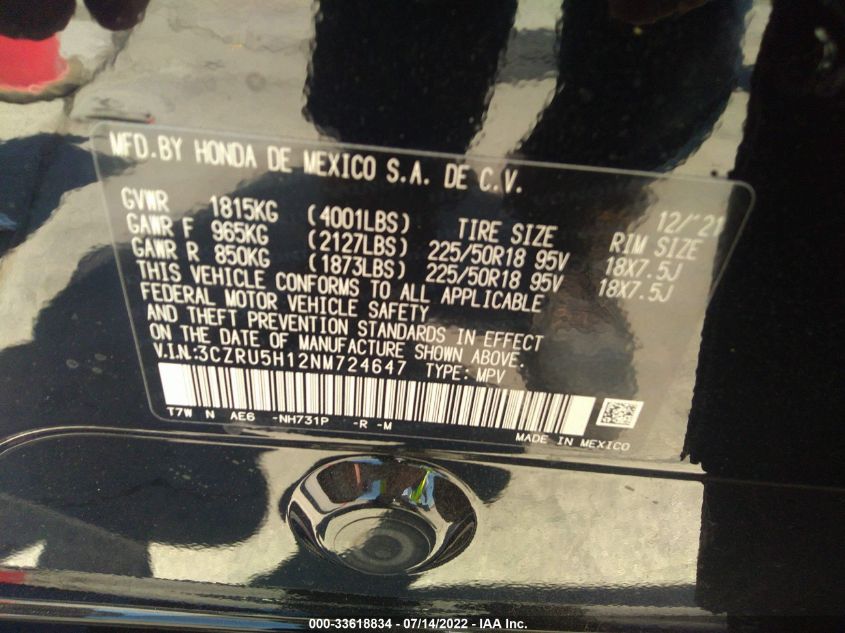 MFD.BY HONDA DE MEXICO S.A. DE C.V.
12/'21
GVWR 1815KG (4001LBS) TIRE SIZE RIM SIZE
GAWR F 965KG (2127LBS) 225/50R18 95V 18X7.5J
GAWR R 850KG (1873LBS) 225/50R18 95V 18X7.5J
THIS VEHICLE CONFORMS TO ALL APPLICABLE
FEDERAL MOTOR VEHICLE SAFETY
AND THEFT PREVENTION STANDARDS IN EFFECT
ON THE DATE OF MANUFACTURE SHOWN ABOVE.
V.I.N:3CZRU5H12NM724647 TYPE: MPV
T7W N AE6 -NH731P -R -M
MADE IN MEXICO
000-33618834 - 07/14/2022 - IAA Inc.